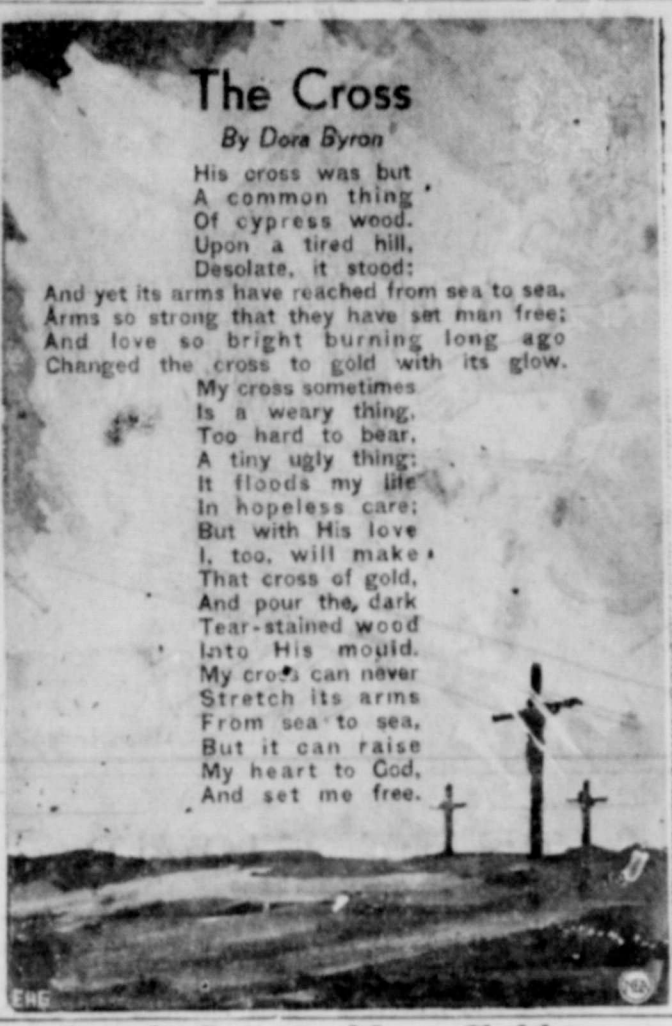 The Cross
By Dora Byron
His cross was but
A common thing
Of cypress wood.
Upon a tired hill,
Desolate, it stood;
And yet its arms have reached from sea to sea,
Arms so strong that they have set man free;
And love so bright burning long ago
Changed the cross to gold with its glow.
My cross sometimes
Is a weary thing,
Too hard to bear,
A tiny ugly thing;
It floods my life
In hopeless care;
But with His love
I, too, will make
That cross of gold,
And pour the dark
Tear-stained wood
Into His mould.
My cross can never
Stretch its arms
From sea to sea,
But it can raise
My heart to God,
And set me free.
EHG
NEA